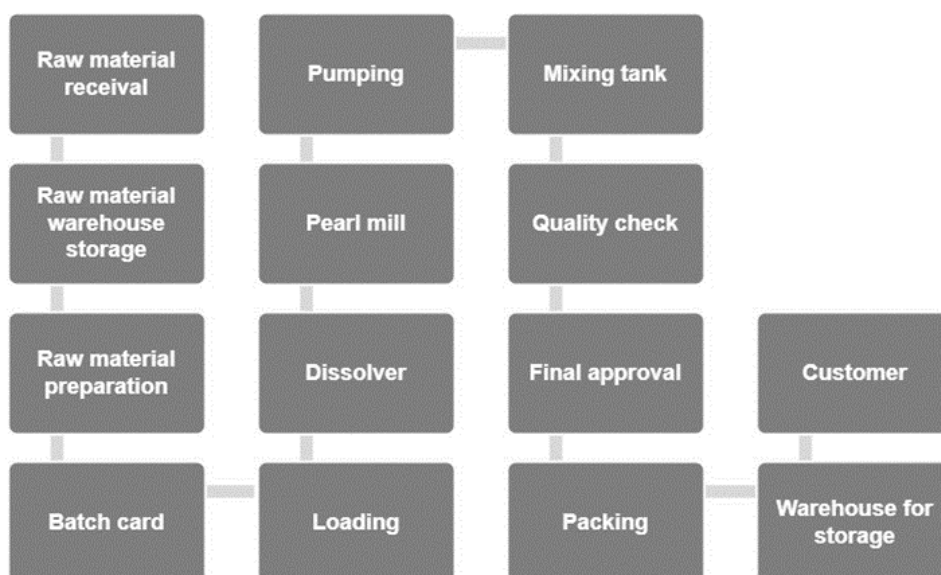 Raw material
receival
Raw material
warehouse
storage
Raw material
preparation
Batch card
Loading
Dissolver
Pearl mill
Pumping
Mixing tank
Quality check
Final approval
Packing
Warehouse for
storage
Customer